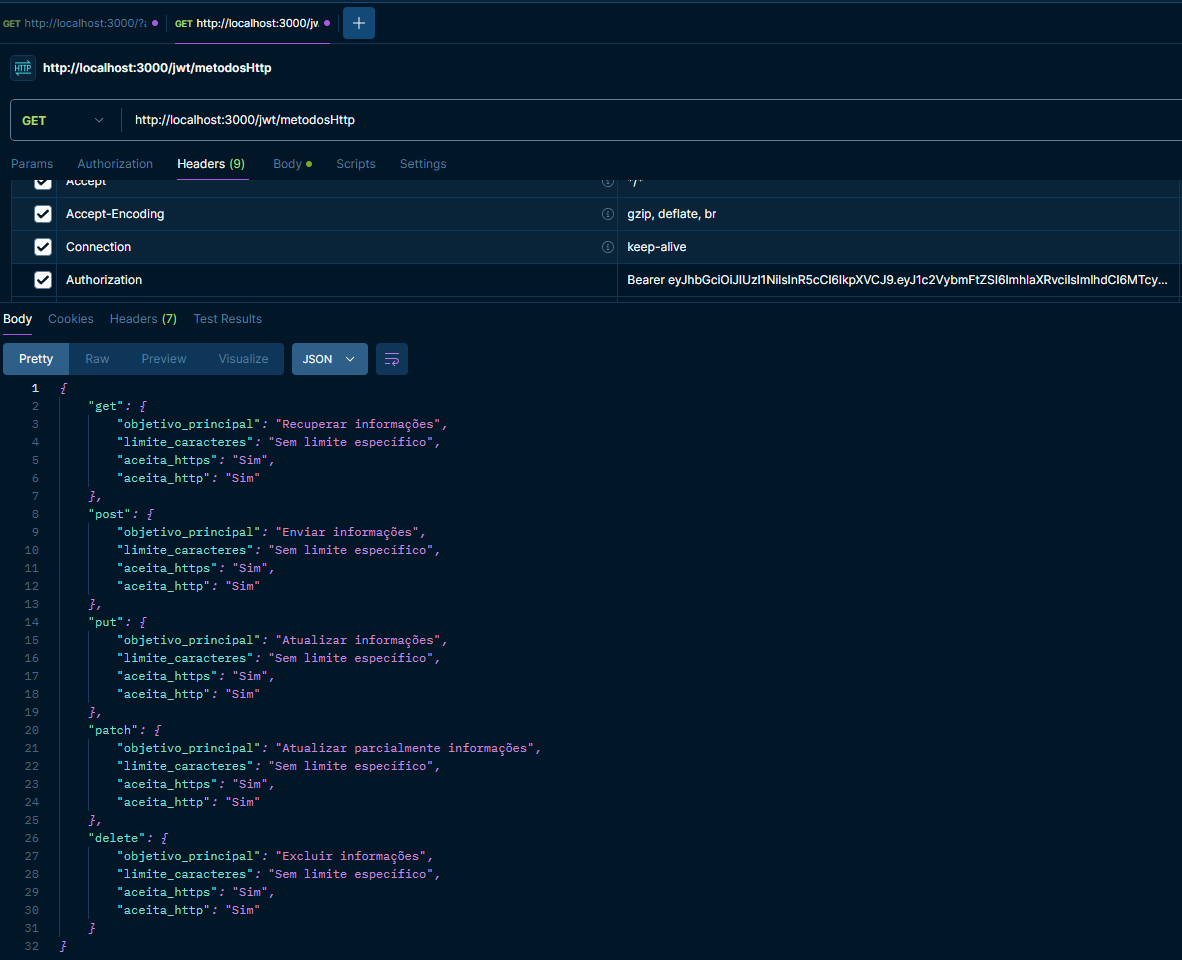 GET http://localhost:3000/?
GET http://localhost:3000/jw
HTTP http://localhost:3000/jwt/metodosHttp
GET http://localhost:3000/jwt/metodosHttp
Params Authorization Headers (9) Body Scripts Settings
Accept */*
Accept-Encoding gzip, deflate, br
Connection keep-alive
Authorization Bearer
Body Cookies Headers (7) Test Results
Pretty Raw Preview Visualize JSON
1 {
2 "get": {
3 "objetivo_principal": "Recuperar informações",
4 "limite_caracteres": "Sem limite específico",
5 "aceita_https": "Sim",
6 "aceita_http": "Sim"
7 },
8 "post": {
9 "objetivo_principal": "Enviar informações",
10 "limite_caracteres": "Sem limite específico",
11 "aceita_https": "Sim",
12 "aceita_http": "Sim"
13 },
14 "put": {
15 "objetivo_principal": "Atualizar informações",
16 "limite_caracteres": "Sem limite específico",
17 "aceita_https": "Sim",
18 "aceita_http": "Sim"
19 },
20 "patch": {
21 "objetivo_principal": "Atualizar parcialmente informações",
22 "limite_caracteres": "Sem limite específico",
23 "aceita_https": "Sim",
24 "aceita_http": "Sim"
25 },
26 "delete": {
27 "objetivo_principal": "Excluir informações",
28 "limite_caracteres": "Sem limite específico",
29 "aceita_https": "Sim",
30 "aceita_http": "Sim"
31 }
32 }